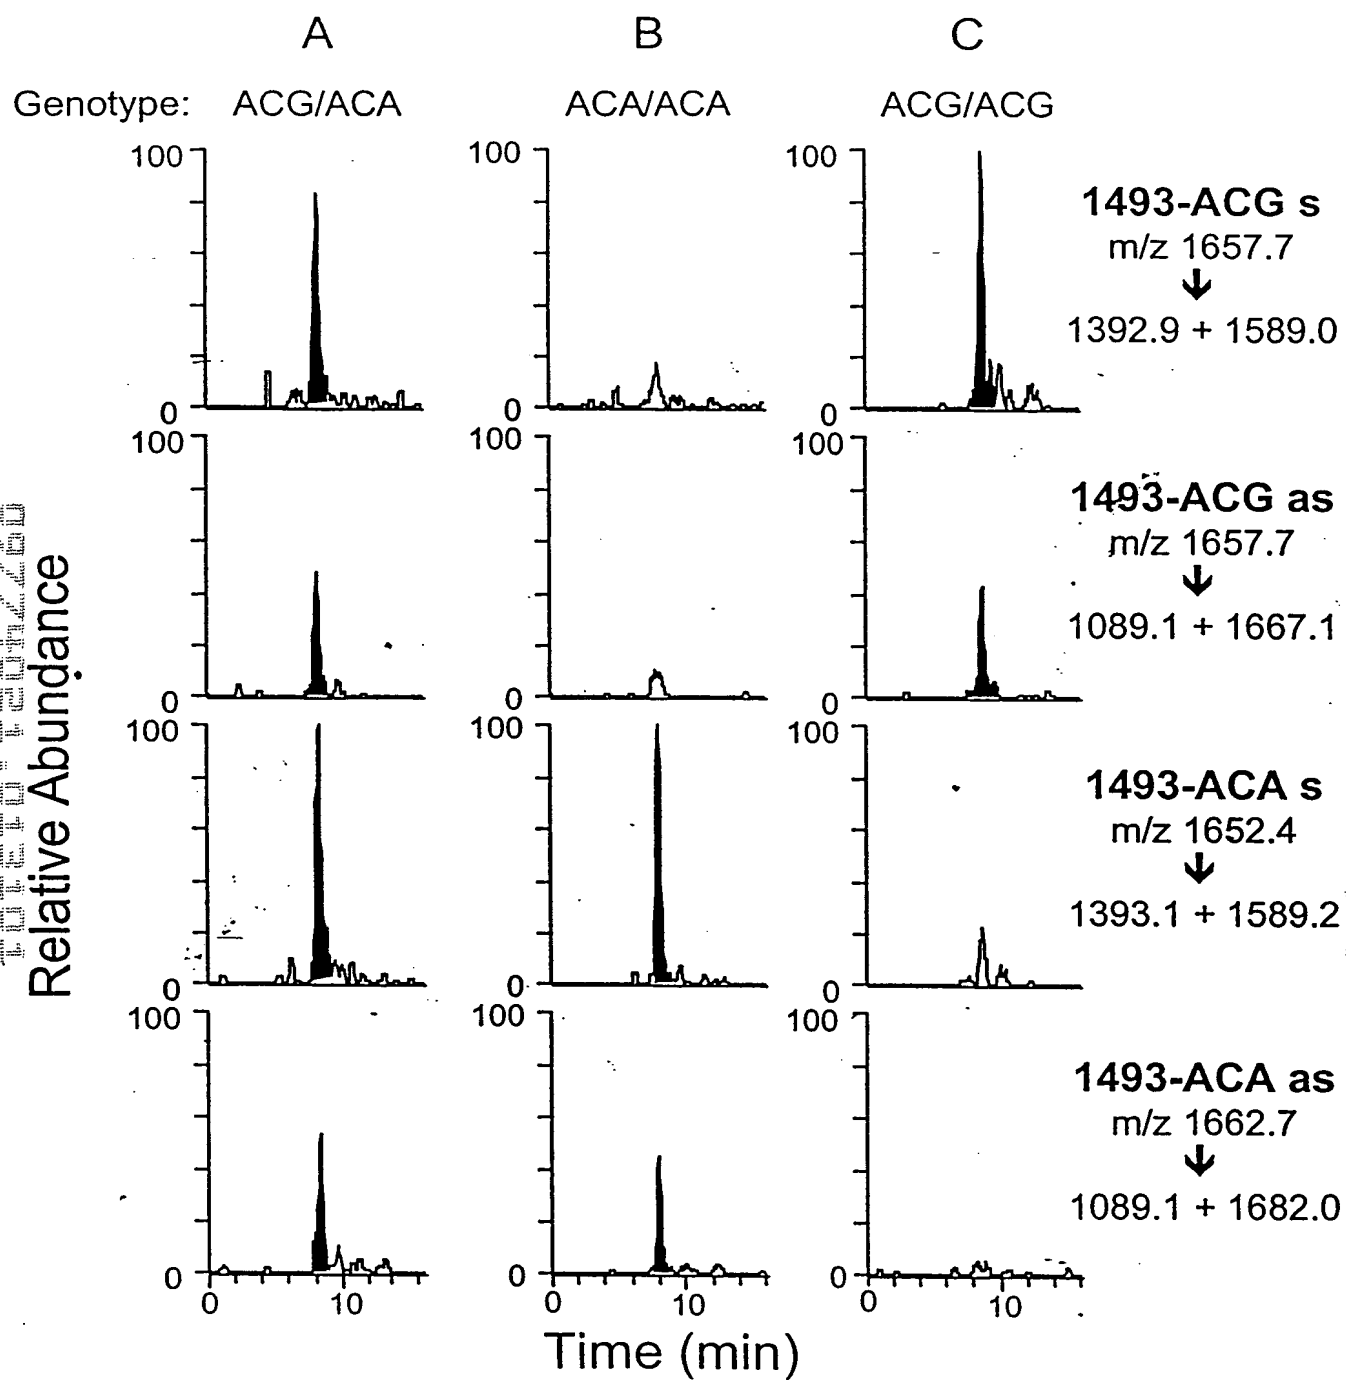 A B C
Genotype: ACG/ACA ACA/ACA ACG/ACG
100 100 100
0 0 0
1493-ACG s
m/z 1657.7
1392.9 + 1589.0
100 100 100
0 0 0
1493-ACG as
m/z 1657.7
1089.1 + 1667.1
100 100 100
0 0 0
1493-ACA s
m/z 1652.4
1393.1 + 1589.2
100 100 100
0 0 0
1493-ACA as
m/z 1662.7
1089.1 + 1682.0
0 10 0 10 0 10
Time (min)
Relative Abundance